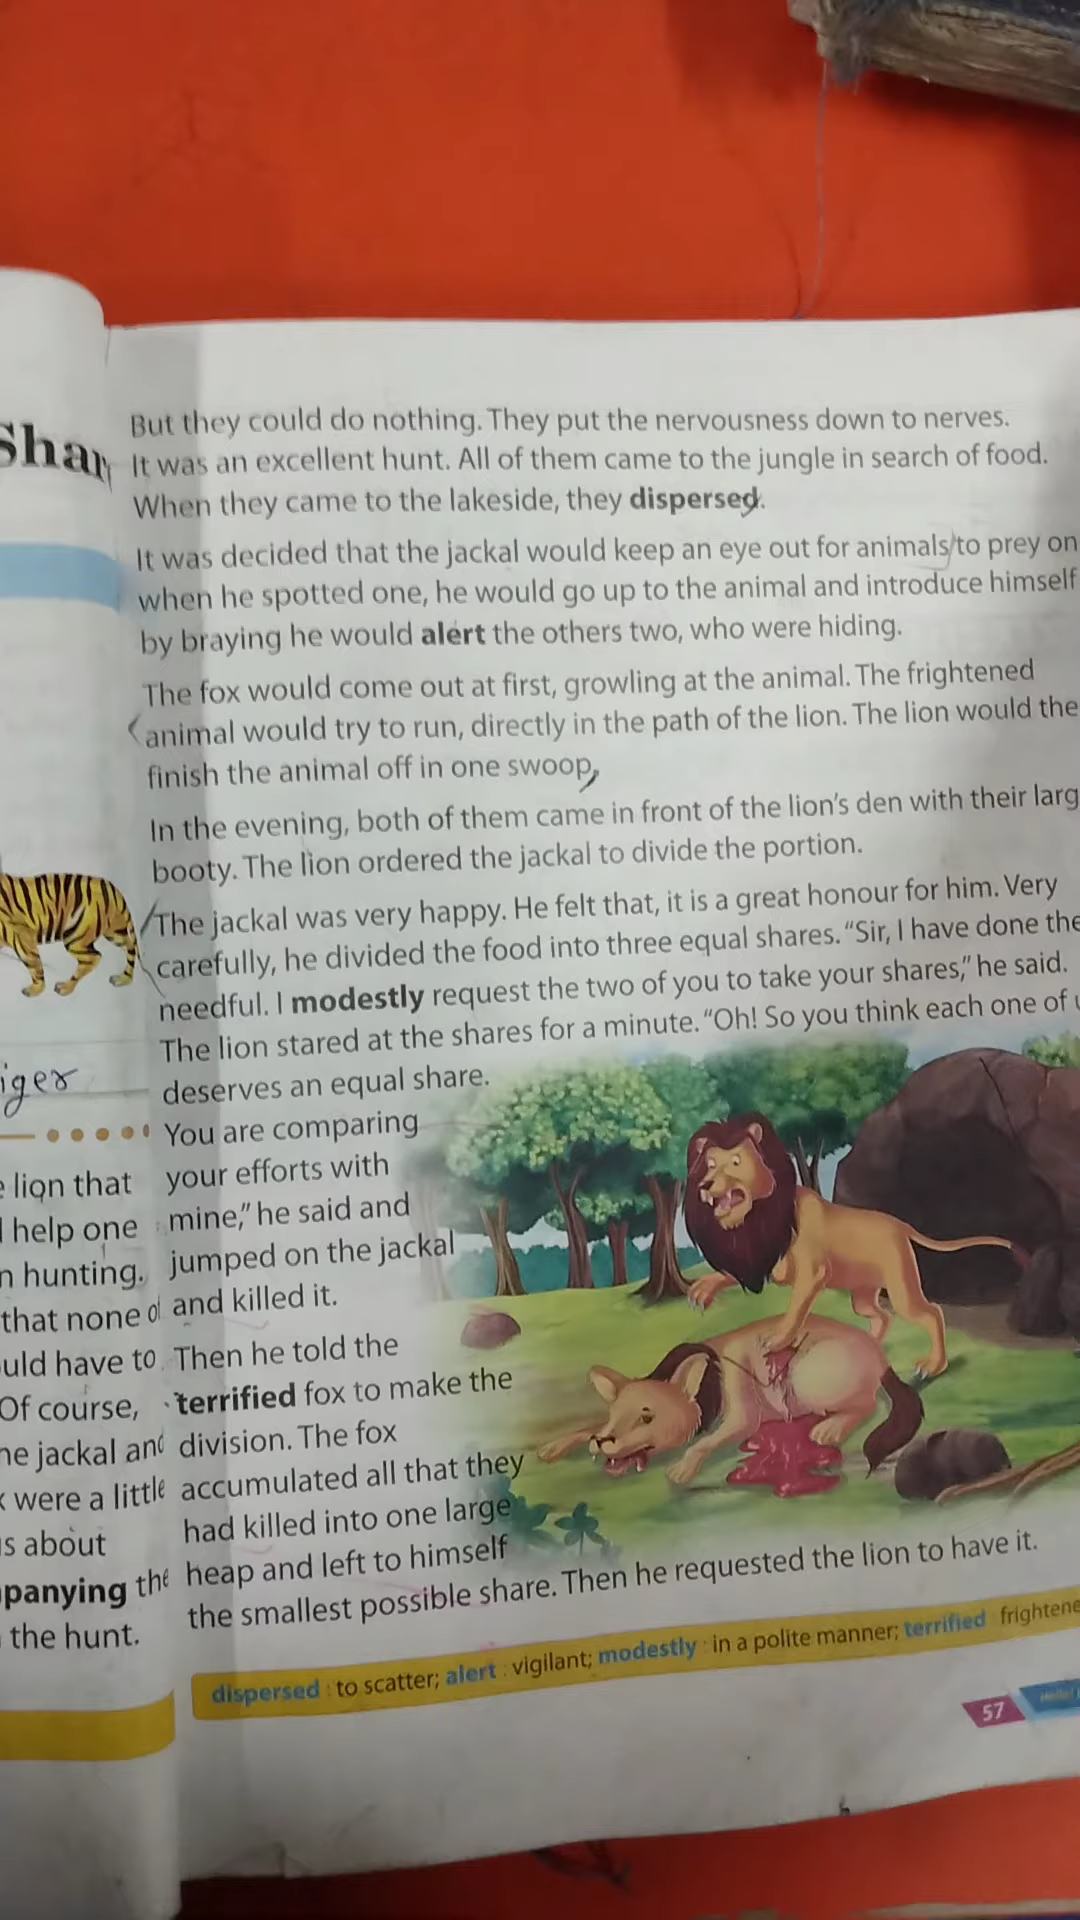 Shar
iger
lion that
help one
hunting.
that none
uld have to
Of course,
jackal and
were a little
about
panying the
the hunt.
But they could do nothing. They put the nervousness down to nerves.
It was an excellent hunt. All of them came to the jungle in search of food.
When they came to the lakeside, they dispersed.
It was decided that the jackal would keep an eye out for animals to prey on
when he spotted one, he would go up to the animal and introduce himself
by braying he would alert the others two, who were hiding.
The fox would come out at first, growling at the animal. The frightened
animal would try to run, directly in the path of the lion. The lion would the
finish the animal off in one swoop,
In the evening, both of them came in front of the lion's den with their larg
booty. The lion ordered the jackal to divide the portion.
The jackal was very happy. He felt that, it is a great honour for him. Very
carefully, he divided the food into three equal shares. "Sir, I have done the
needful. I modestly request the two of you to take your shares," he said.
The lion stared at the shares for a minute. "Oh! So you think each one of
deserves an equal share.
You are comparing
your efforts with
mine," he said and
jumped on the jackal
and killed it.
Then he told the
terrified fox to make the
division. The fox
accumulated all that they
had killed into one large
heap and left to himself
the smallest possible share. Then he requested the lion to have it.
dispersed : to scatter; alert : vigilant; modestly : in a polite manner; terrified : frightene
57